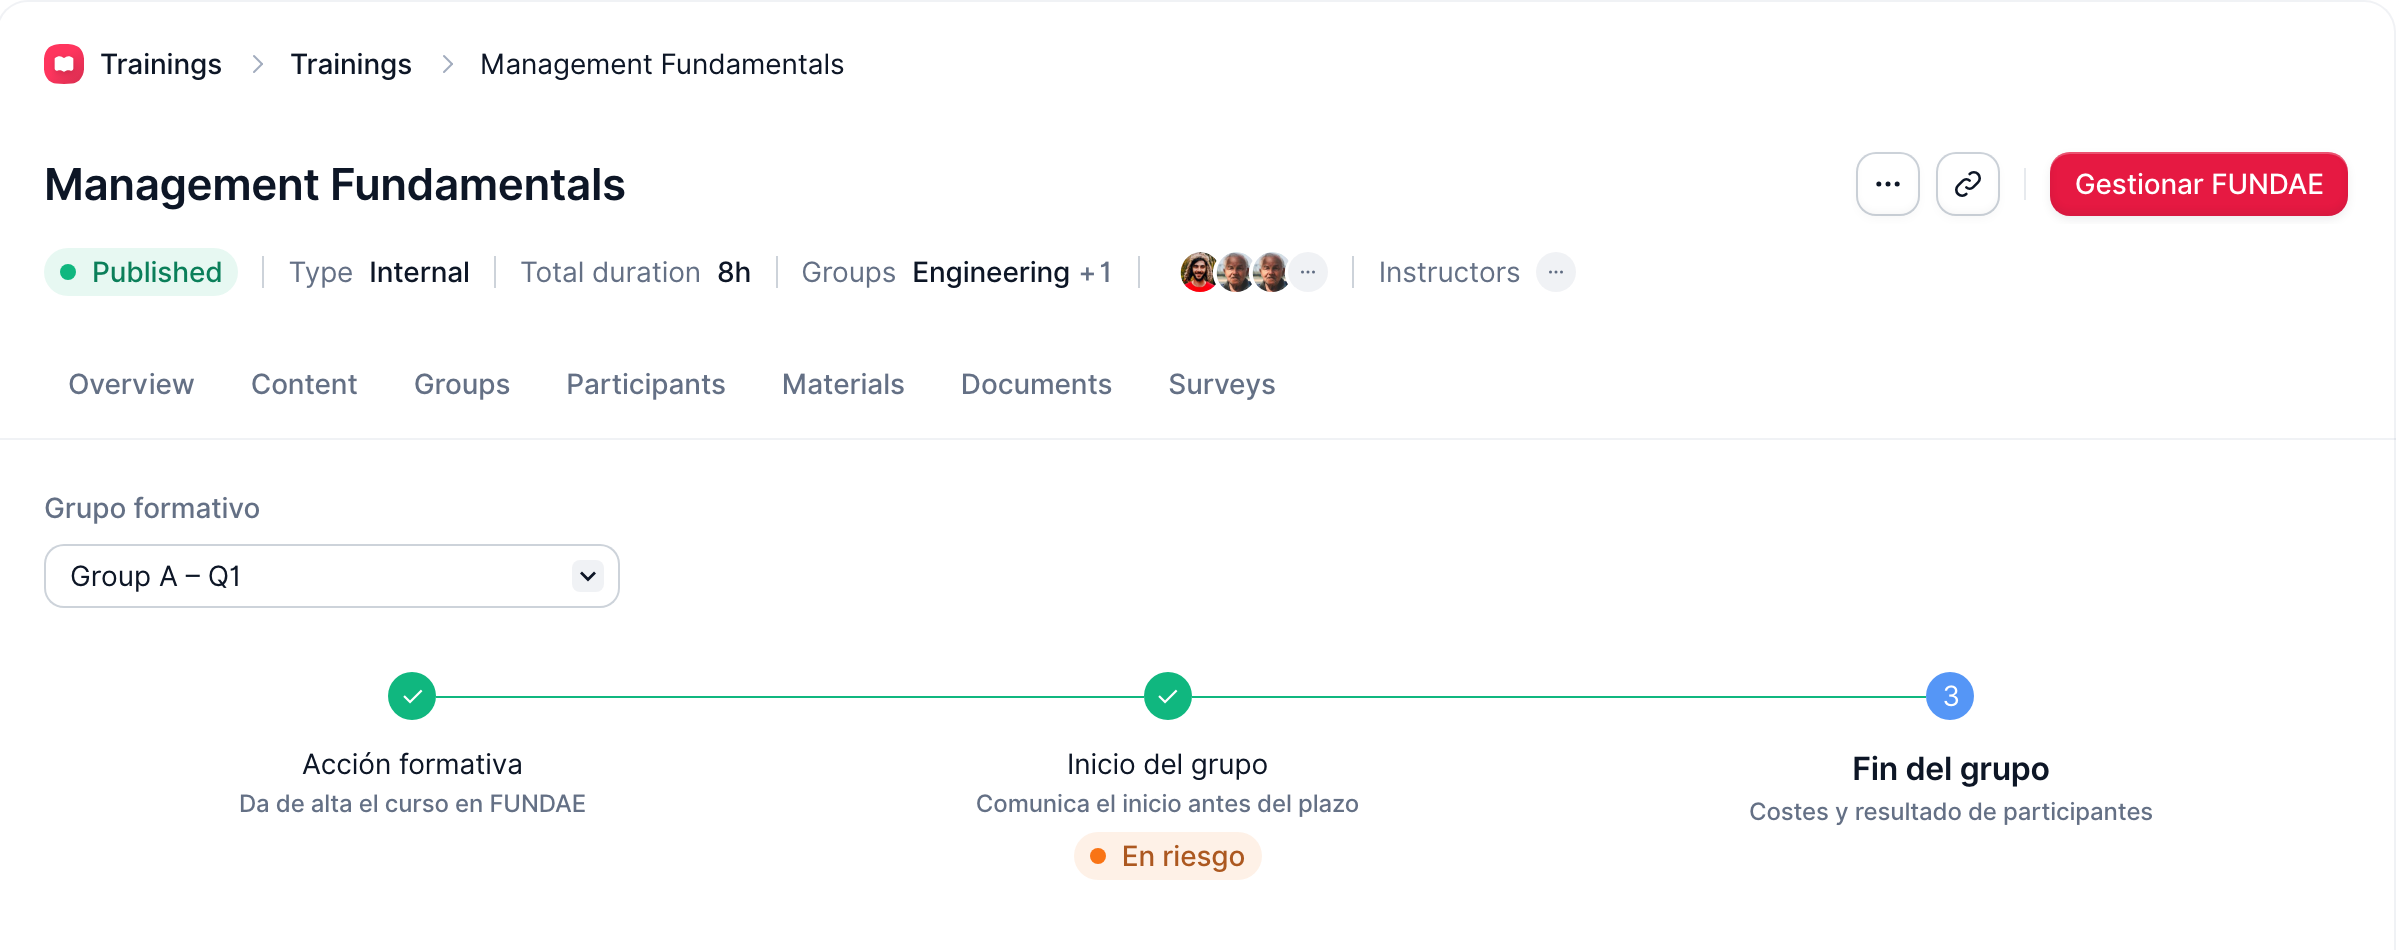 Trainings > Trainings > Management Fundamentals
Management Fundamentals
Gestionar FUNDAE
Published Type Internal Total duration 8h Groups Engineering +1 Instructors
Overview Content Groups Participants Materials Documents Surveys
Grupo formativo
Group A – Q1
3
Acción formativa
Da de alta el curso en FUNDAE
Inicio del grupo
Comunica el inicio antes del plazo
En riesgo
Fin del grupo
Costes y resultado de participantes